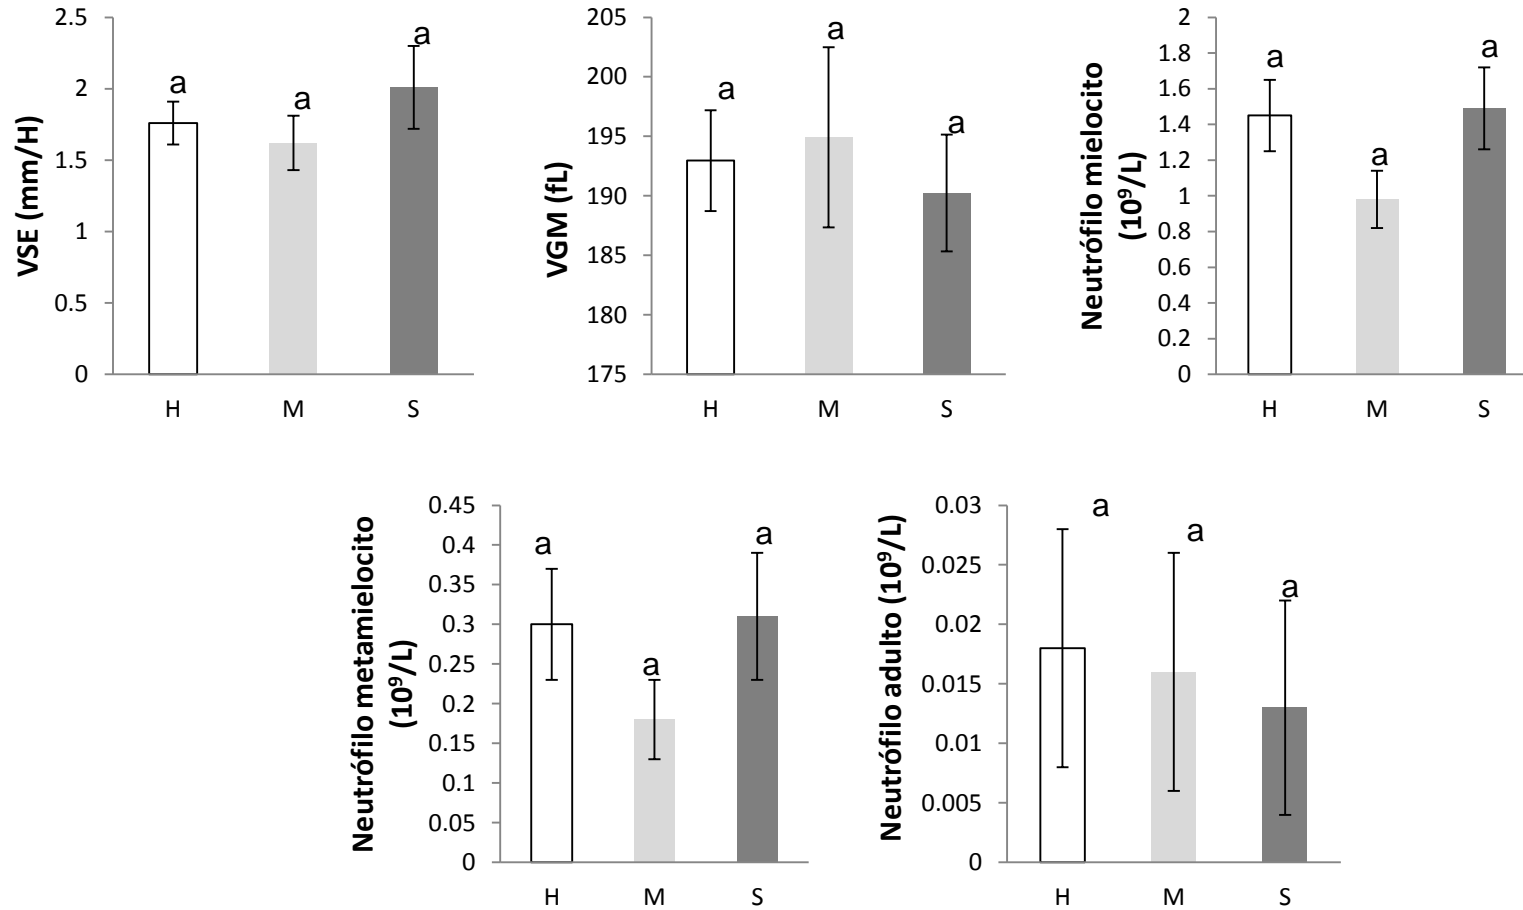 VSE (mm/H)
2.5
2
1.5
1
0.5
0
a
a
a
H
M
S
VGM (fL)
205
200
195
190
185
180
175
a
a
a
H
M
S
Neutrófilo mielocito
(10⁹/L)
2
1.8
1.6
1.4
1.2
1
0.8
0.6
0.4
0.2
0
a
a
a
H
M
S
Neutrófilo metamielocito
(10⁹/L)
0.45
0.4
0.35
0.3
0.25
0.2
0.15
0.1
0.05
0
a
a
a
H
M
S
Neutrófilo adulto (10⁹/L)
0.03
0.025
0.02
0.015
0.01
0.005
0
a
a
a
H
M
S